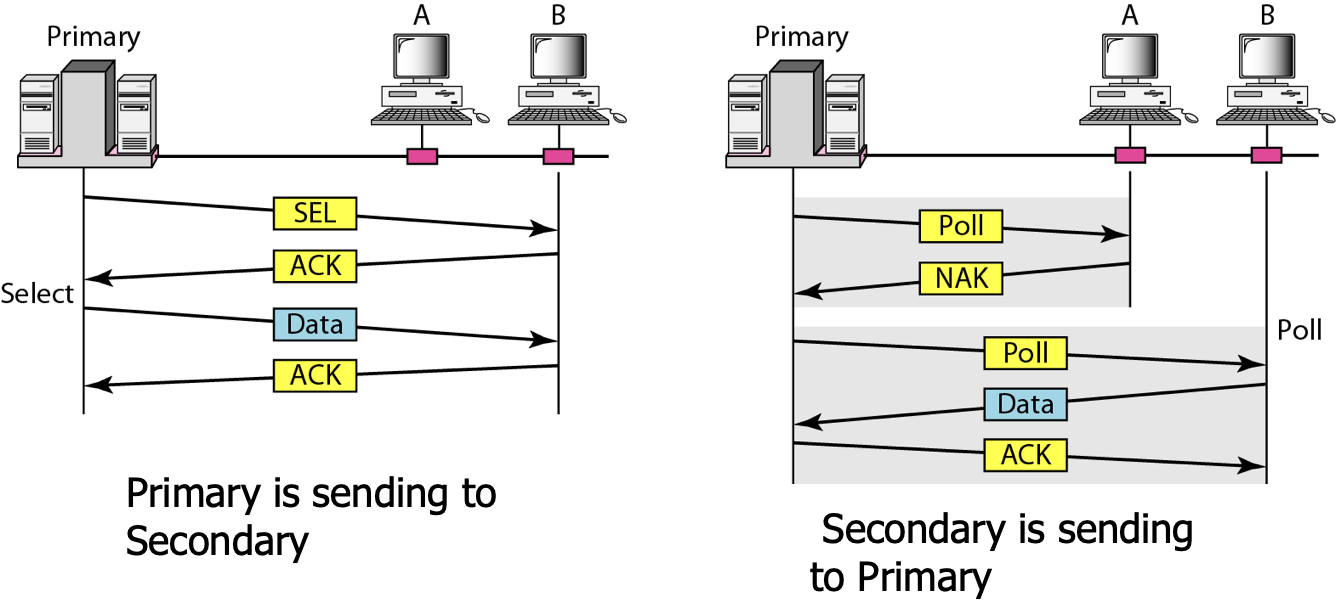 A
B
Primary
SEL
ACK
Select
Data
ACK
Primary is sending to
Secondary
A
B
Primary
Poll
NAK
Poll
Poll
Data
ACK
Secondary is sending
to Primary